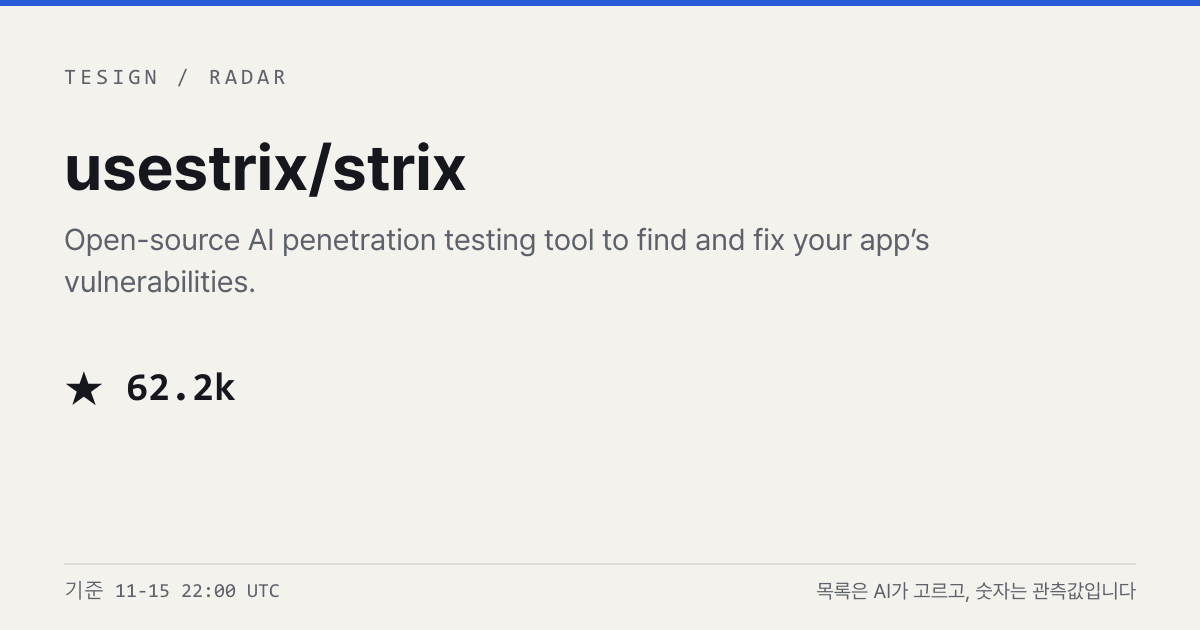 TESIGN / RADAR
usestrix/strix
Open-source AI penetration testing tool to find and fix your app’s
vulnerabilities.
★ 62.2k
기준 11-15 22:00 UTC
목록은 AI가 고르고, 숫자는 관측값입니다